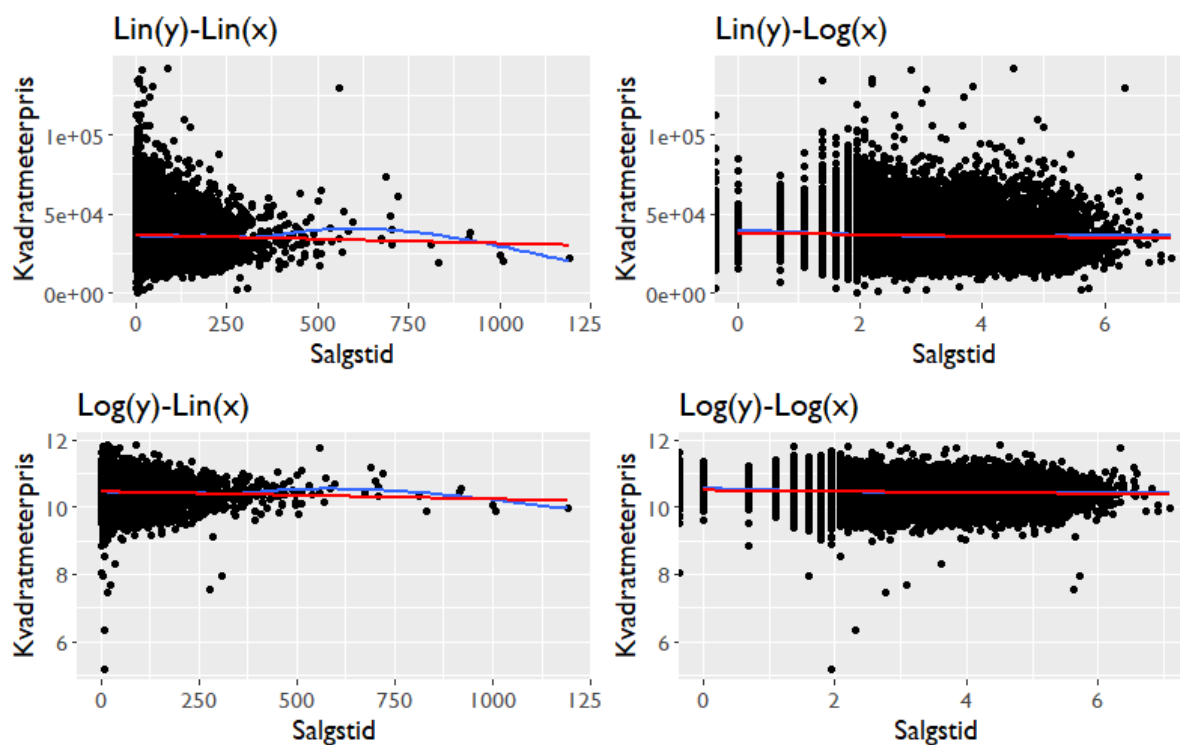 Lin(y)-Lin(x)
Kvadratmeterpris
1e+05
5e+04
0e+00
0 250 500 750 1000 125
Salgstid
Lin(y)-Log(x)
Kvadratmeterpris
1e+05
5e+04
0e+00
0 2 4 6
Salgstid
Log(y)-Lin(x)
Kvadratmeterpris
12
10
8
6
0 250 500 750 1000 125
Salgstid
Log(y)-Log(x)
Kvadratmeterpris
12
10
8
6
0 2 4 6
Salgstid